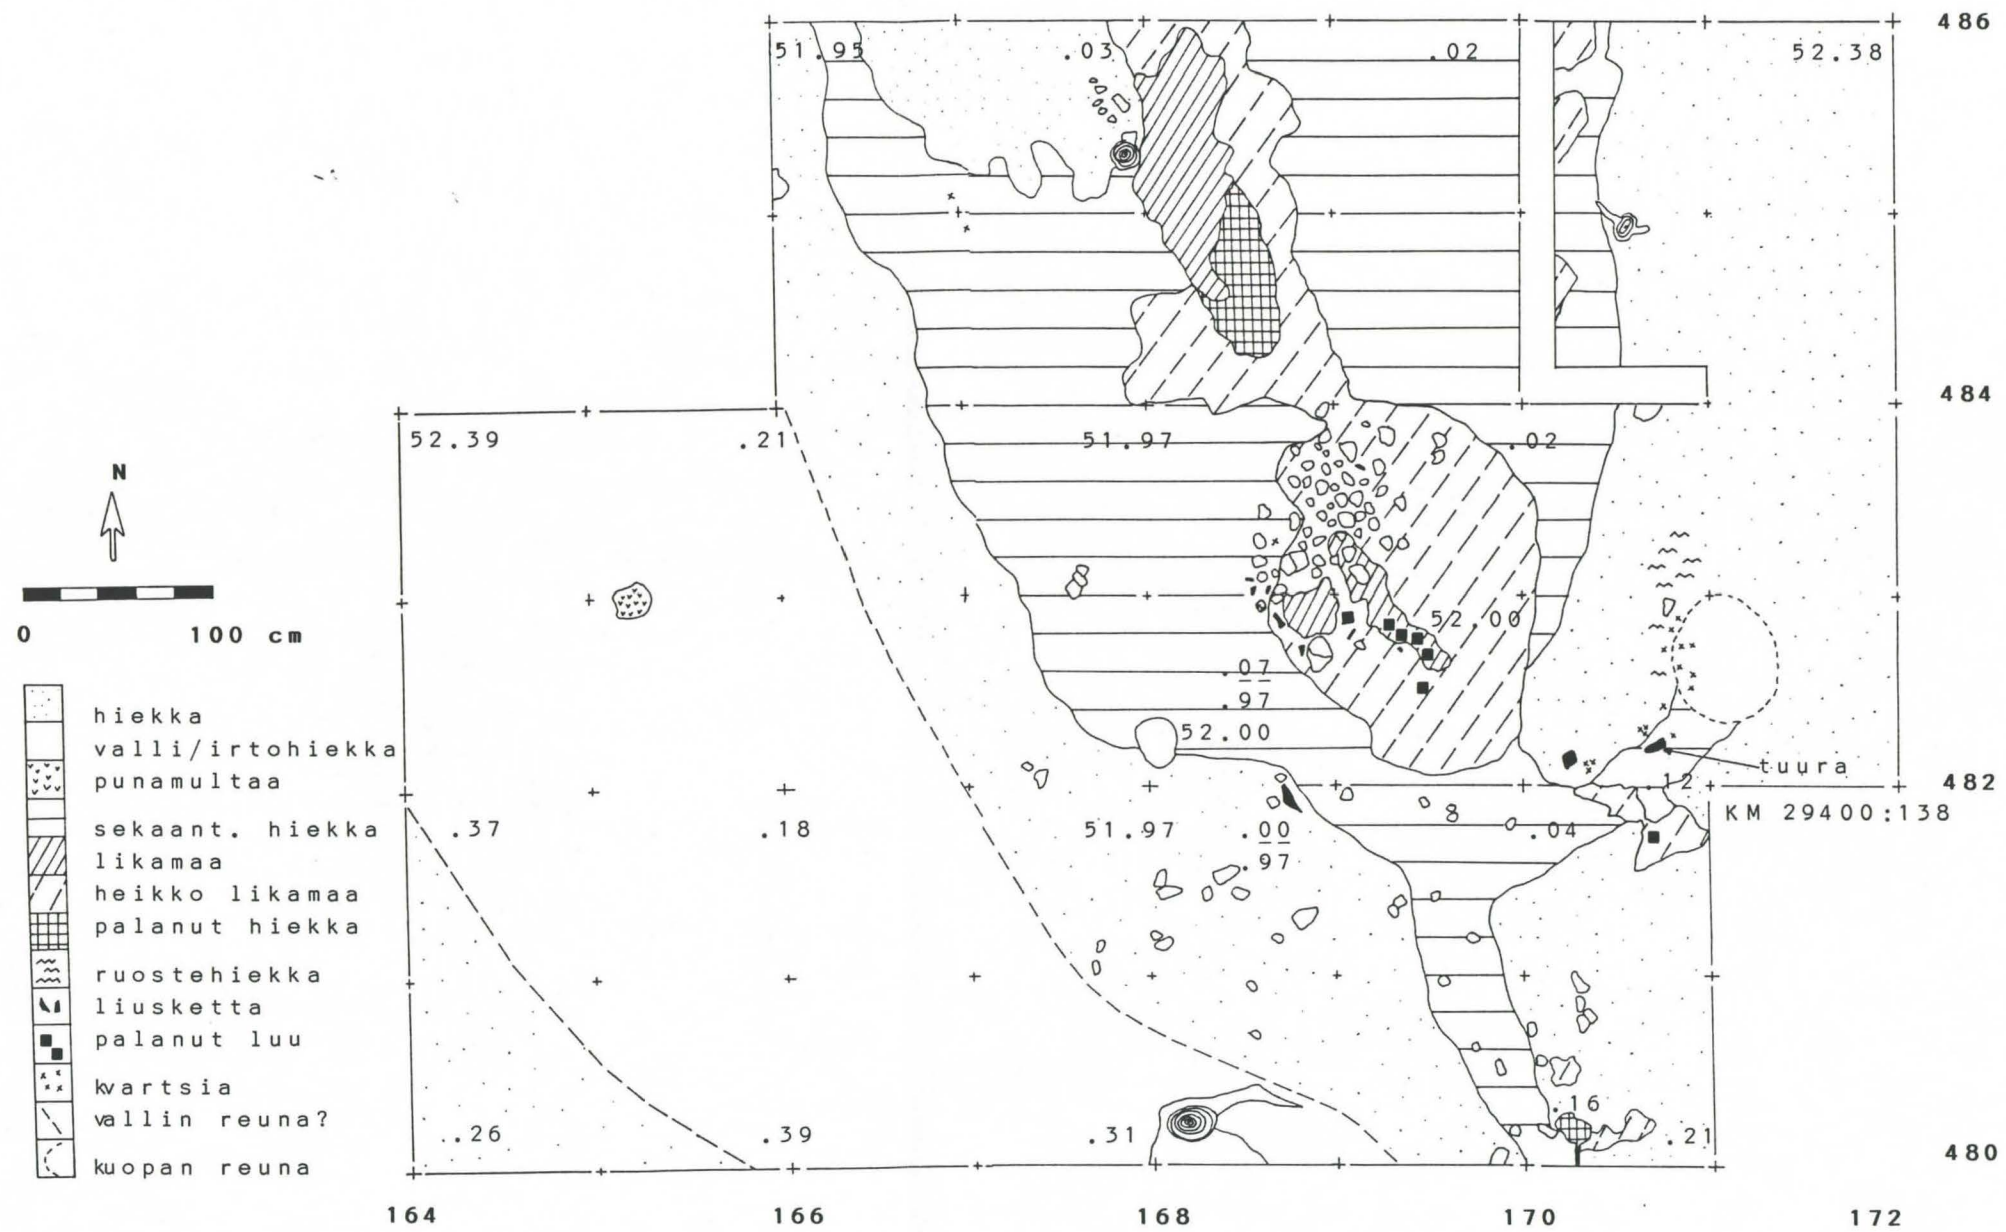 486
51.95 .03 .02 52.38
484
52.39 .21 51.97 .02
N
0 100 cm
52.00
.07
.97
52.00
tuura
.12
482
KM 29400:138
.37 .18 51.97 .00 .04
.97
hiekka
valli/irtohiekka
punamultaa
sekaant. hiekka
likamaa
heikko likamaa
palanut hiekka
ruostehiekka
liusketta
palanut luu
kvartsia
vallin reuna?
kuopan reuna
.16
..26 .39 .31 .21
480
164 166 168 170 172